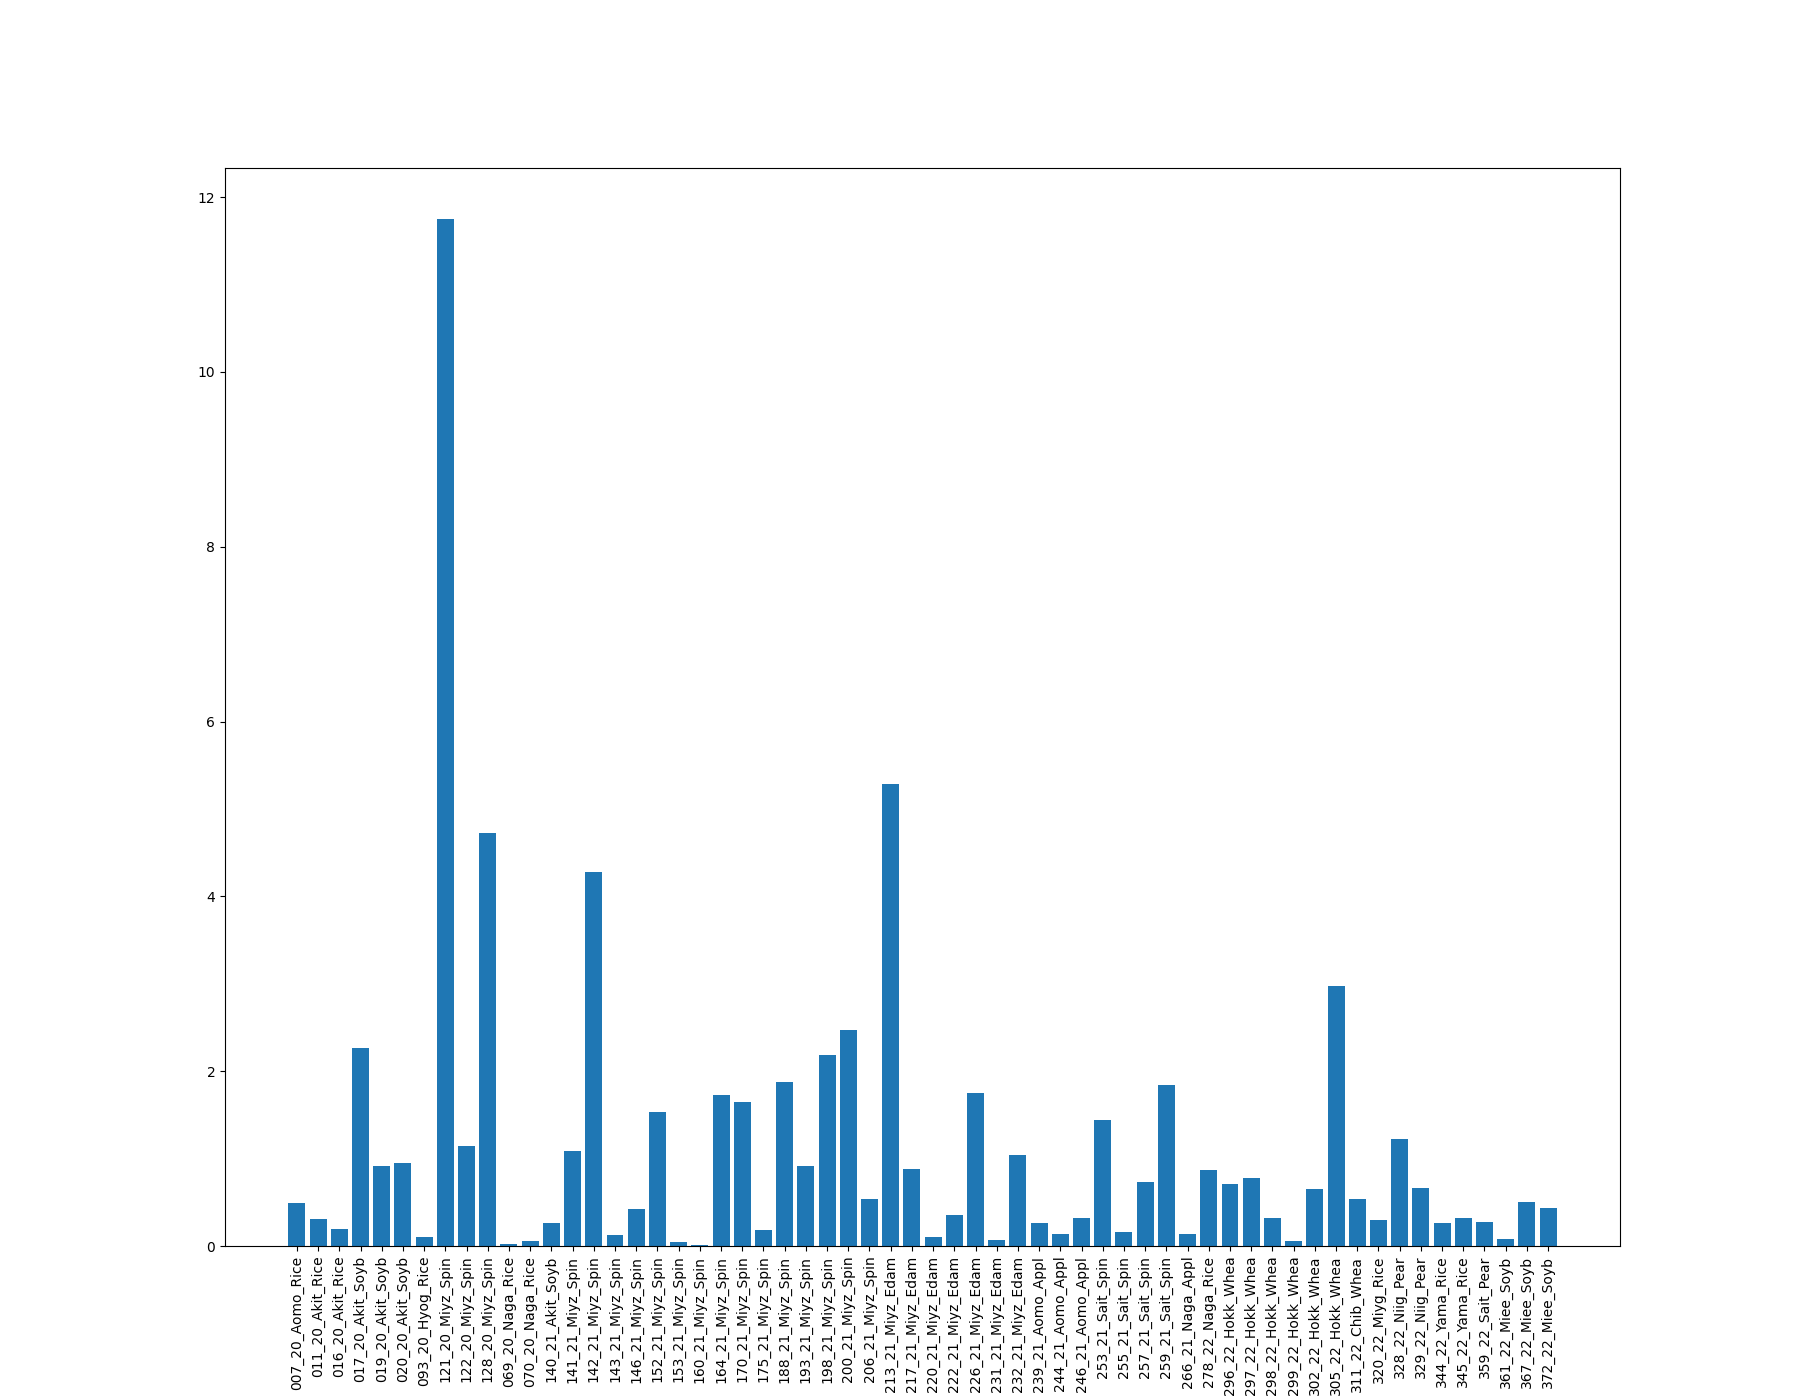 12
10
8
6
4
2
0
007_20_Aomo_Rice
011_20_Akit_Rice
016_20_Akit_Rice
017_20_Akit_Soyb
019_20_Akit_Soyb
020_20_Akit_Soyb
093_20_Hyog_Rice
121_20_Miyz_Spin
122_20_Miyz_Spin
128_20_Miyz_Spin
069_20_Naga_Rice
070_20_Naga_Rice
140_21_Akit_Soyb
141_21_Miyz_Spin
142_21_Miyz_Spin
143_21_Miyz_Spin
146_21_Miyz_Spin
152_21_Miyz_Spin
153_21_Miyz_Spin
160_21_Miyz_Spin
164_21_Miyz_Spin
170_21_Miyz_Spin
175_21_Miyz_Spin
188_21_Miyz_Spin
193_21_Miyz_Spin
198_21_Miyz_Spin
200_21_Miyz_Spin
206_21_Miyz_Spin
213_21_Miyz_Edam
217_21_Miyz_Edam
220_21_Miyz_Edam
222_21_Miyz_Edam
226_21_Miyz_Edam
231_21_Miyz_Edam
232_21_Miyz_Edam
239_21_Aomo_Appl
244_21_Aomo_Appl
246_21_Aomo_Appl
253_21_Sait_Spin
255_21_Sait_Spin
257_21_Sait_Spin
259_21_Sait_Spin
266_21_Naga_Appl
278_22_Naga_Rice
296_22_Hokk_Whea
297_22_Hokk_Whea
298_22_Hokk_Whea
299_22_Hokk_Whea
302_22_Hokk_Whea
305_22_Hokk_Whea
311_22_Chib_Whea
320_22_Miyg_Rice
328_22_Niig_Pear
329_22_Niig_Pear
344_22_Yama_Rice
345_22_Yama_Rice
359_22_Sait_Pear
361_22_Miee_Soyb
367_22_Miee_Soyb
372_22_Miee_Soyb